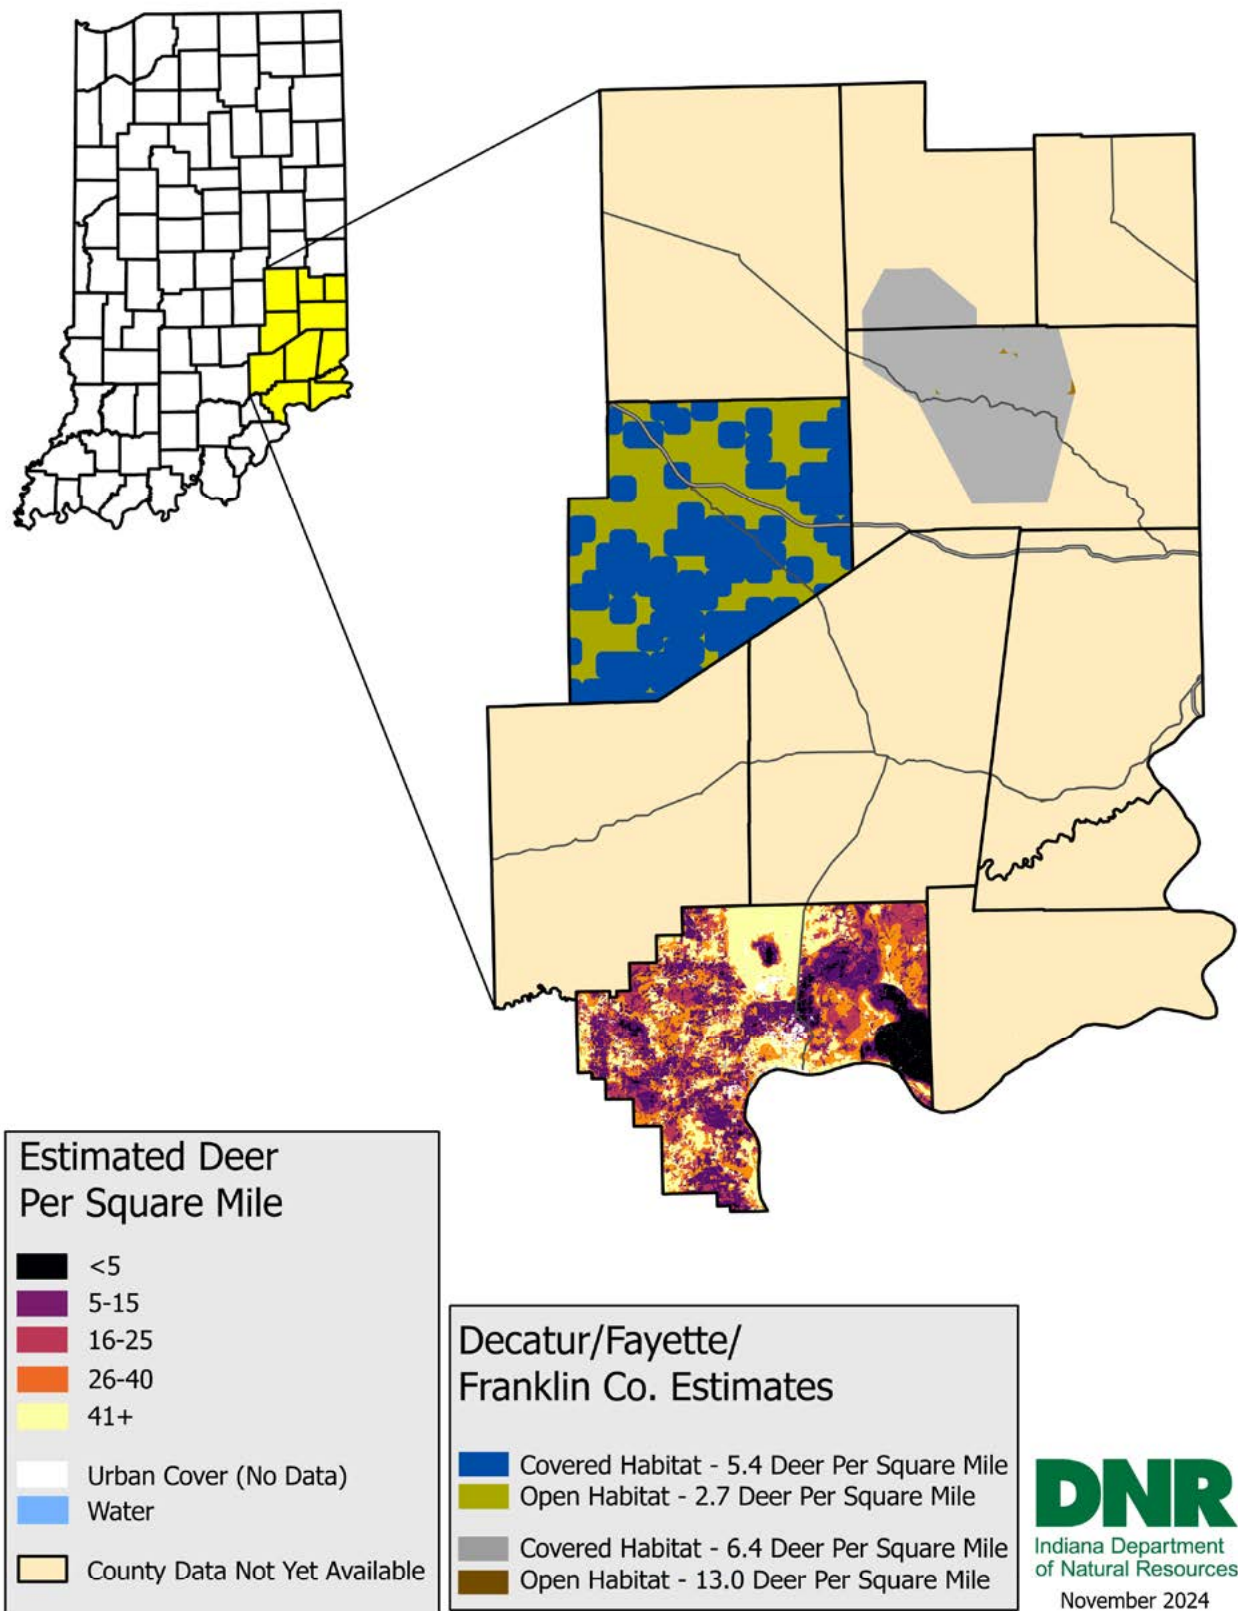 Estimated Deer
Per Square Mile
<5
5-15
16-25
26-40
41+
Urban Cover (No Data)
Water
County Data Not Yet Available
Decatur/Fayette/
Franklin Co. Estimates
Covered Habitat - 5.4 Deer Per Square Mile
Open Habitat - 2.7 Deer Per Square Mile
Covered Habitat - 6.4 Deer Per Square Mile
Open Habitat - 13.0 Deer Per Square Mile
DNR
Indiana Department
of Natural Resources
November 2024